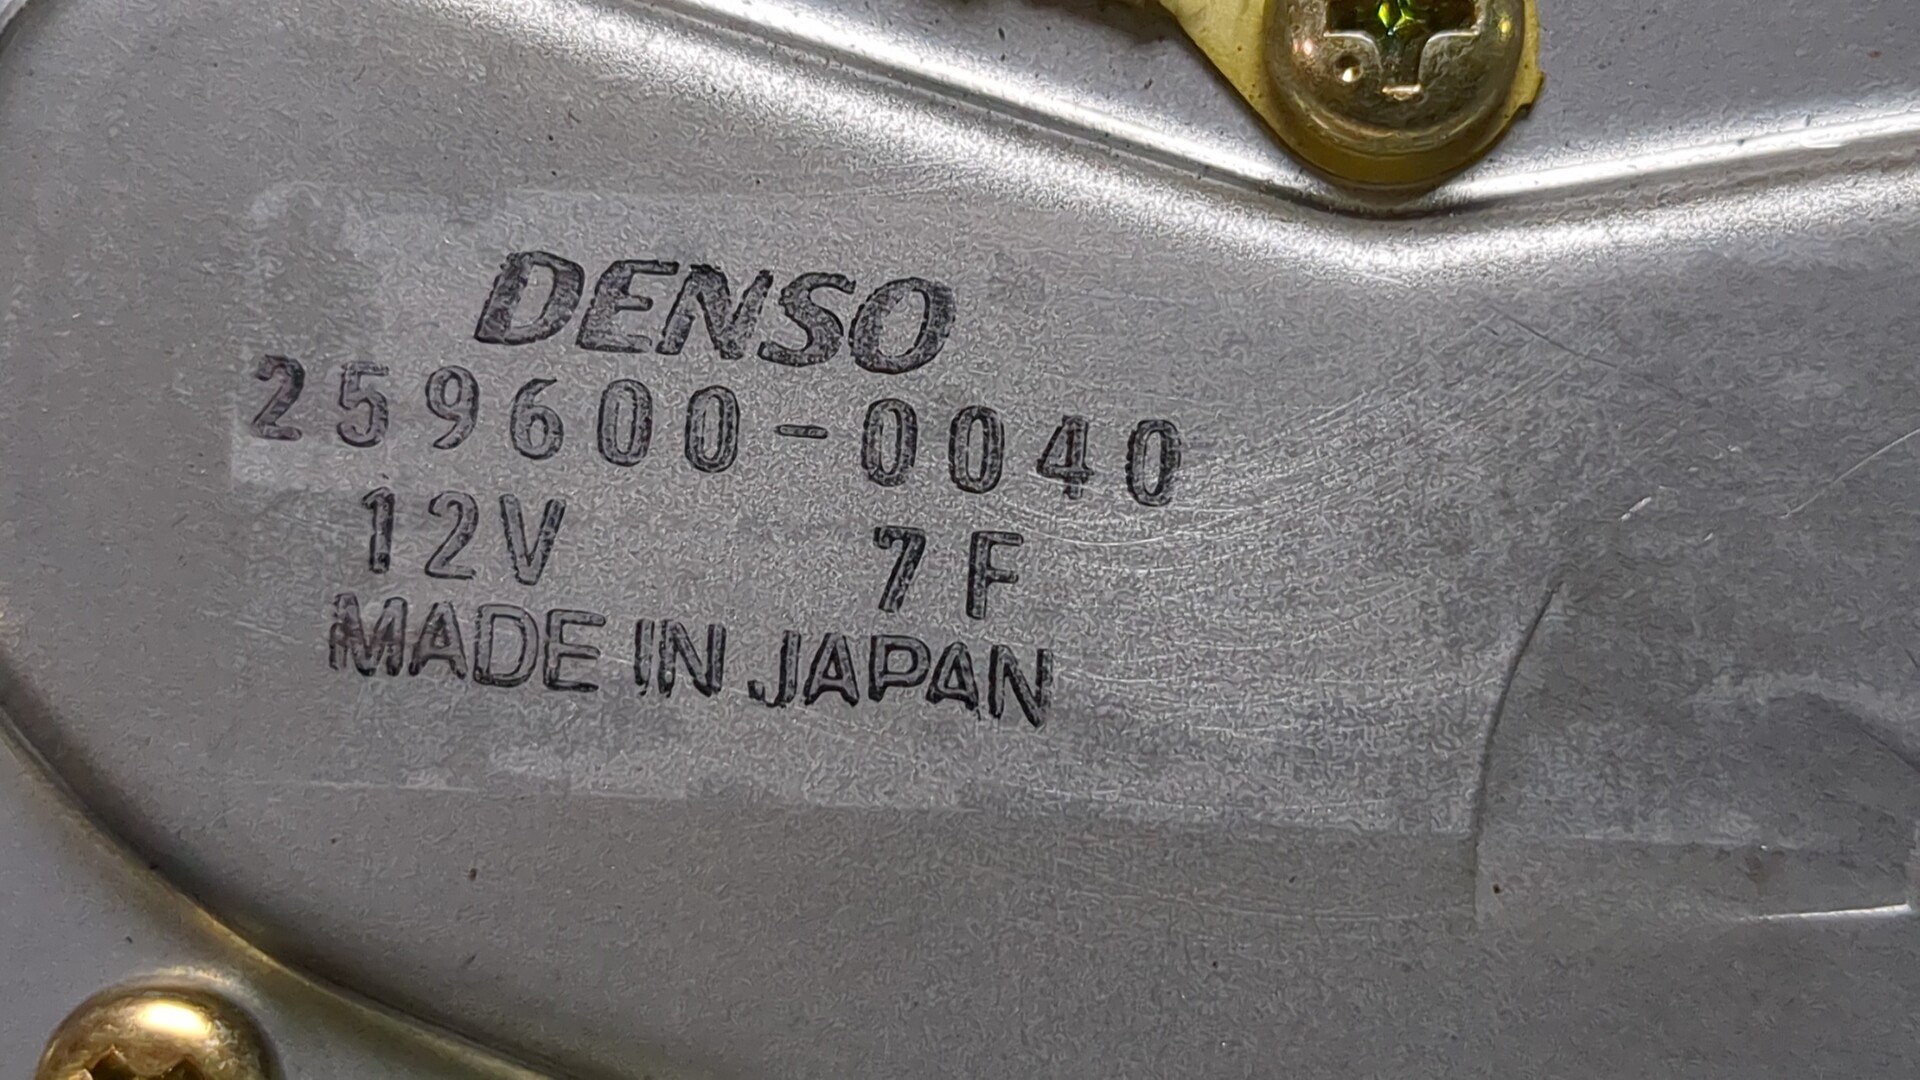 DENSO
259600-0040
12V 7F
MADE IN JAPAN